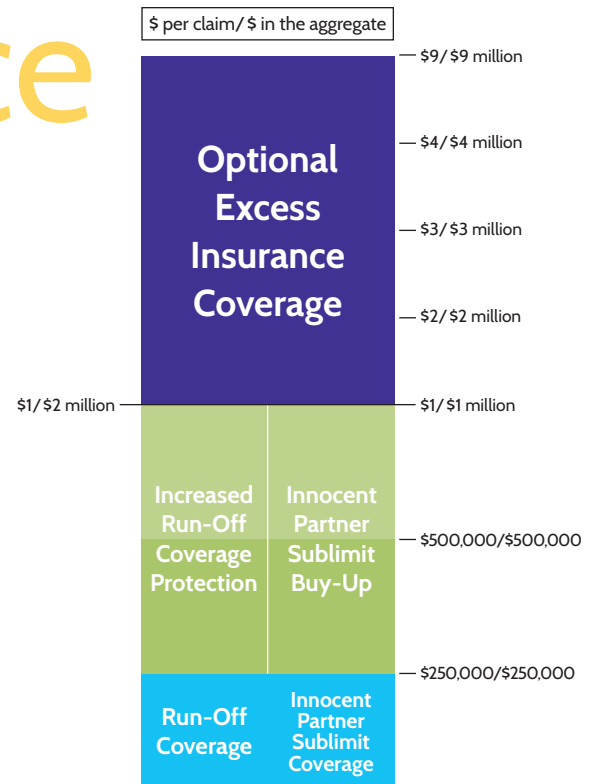 $ per claim/$ in the aggregate
ce
$9/$9 million
$4/$4 million
$3/$3 million
$2/$2 million
Optional
Excess
Insurance
Coverage
$1/$2 million
$1/$1 million
Increased
Run-Off
Coverage
Protection
Innocent
Partner
Sublimit
Buy-Up
$500,000/$500,000
$250,000/$250,000
Run-Off
Coverage
Innocent
Partner
Sublimit
Coverage